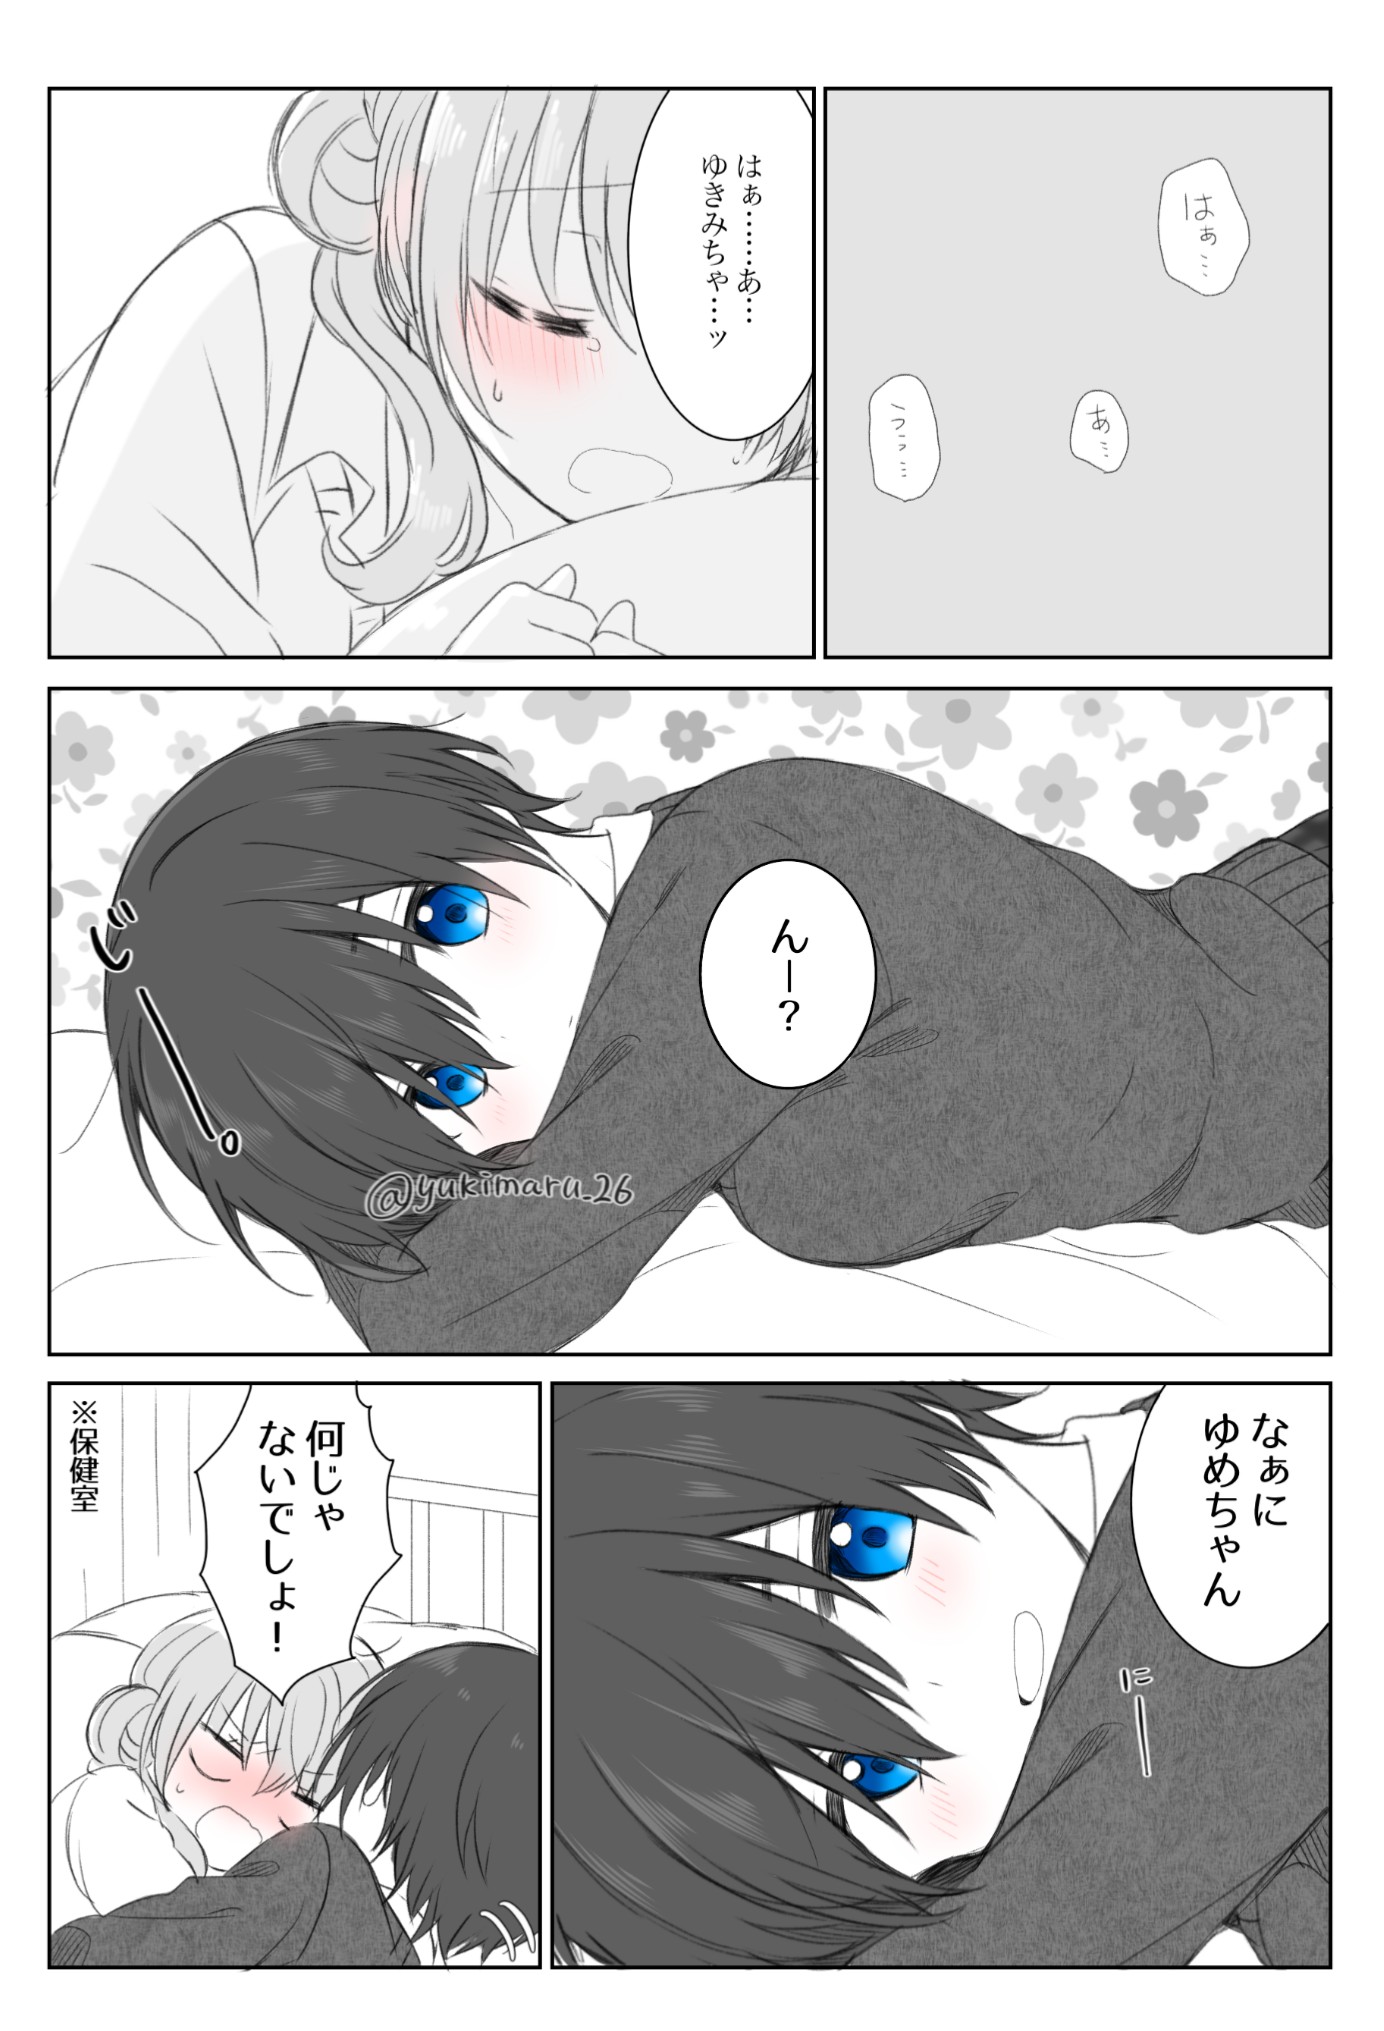 はぁ…
あ…
うっ…
はぁ……あ…
ゆきみちゃ…ッ
んー?
じー。
@yukimaru_26
なぁに
ゆめちゃん
にー
何じゃ
ないでしょ！
※保健室